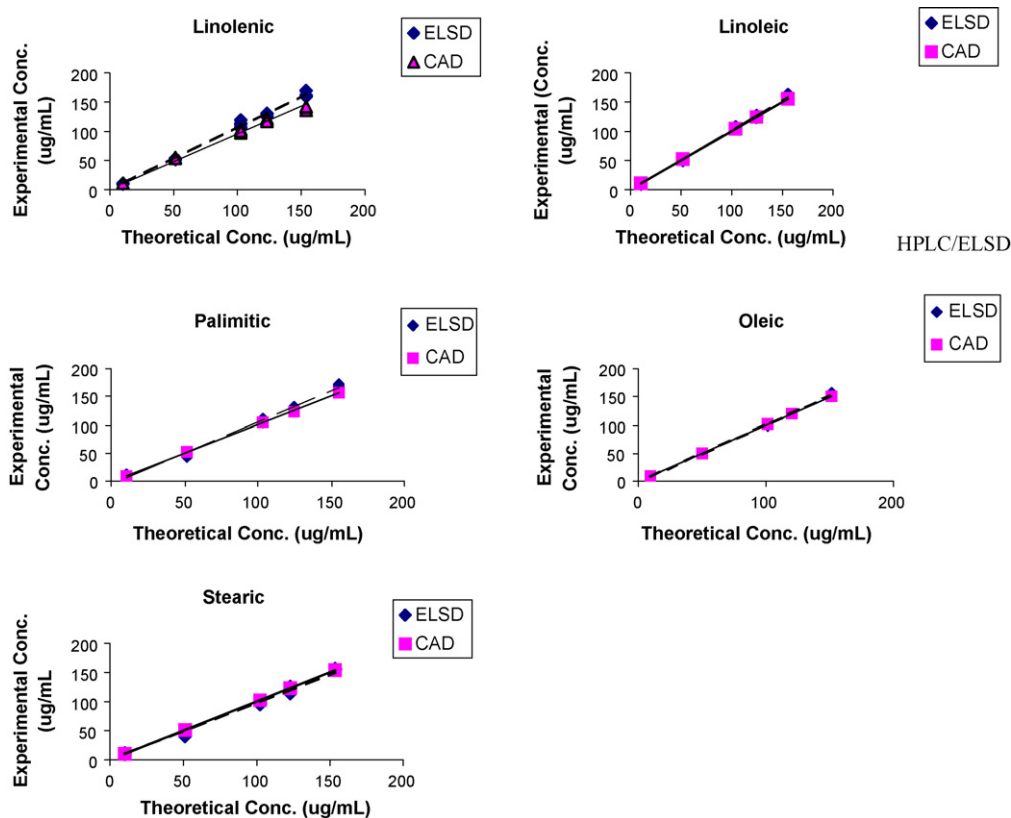 Linolenic
ELSD
CAD
Experimental Conc.
(ug/mL)
200
150
100
50
0
0 50 100 150 200
Theoretical Conc. (ug/mL)
Linoleic
ELSD
CAD
Experimental (Conc.
(ug/mL)
200
150
100
50
0
0 50 100 150 200
Theoretical Conc. (ug/mL)
HPLC/ELSD
Palimitic
ELSD
CAD
Experimental
Conc. (ug/mL)
200
150
100
50
0
0 50 100 150 200
Theoretical Conc. (ug/mL)
Oleic
ELSD
CAD
Experimental
Conc. (ug/mL)
200
150
100
50
0
0 100 200
Theoretical Conc. (ug/mL)
Stearic
ELSD
CAD
Experimental Conc.
(ug/mL
200
150
100
50
0
0 50 100 150 200
Theoretical Conc. (ug/mL)